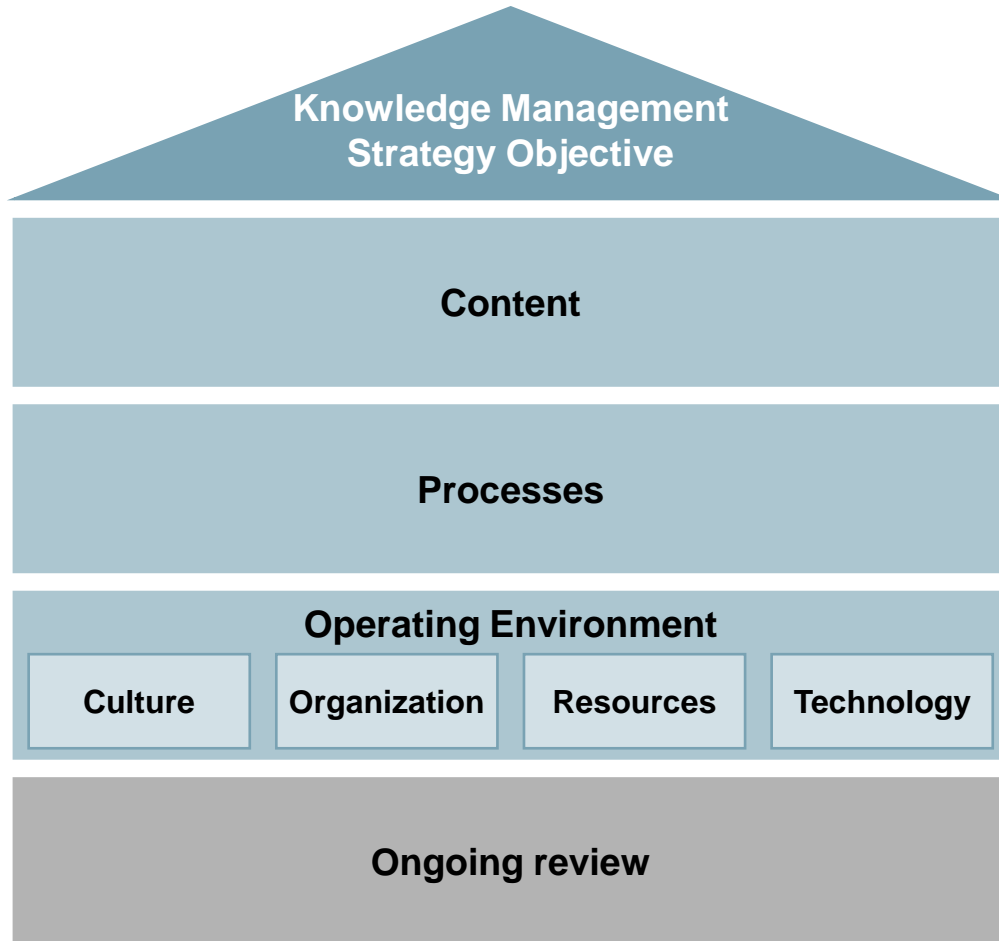 Knowledge Management
Strategy Objective
Content
Processes
Operating Environment
Culture
Organization
Resources
Technology
Ongoing review